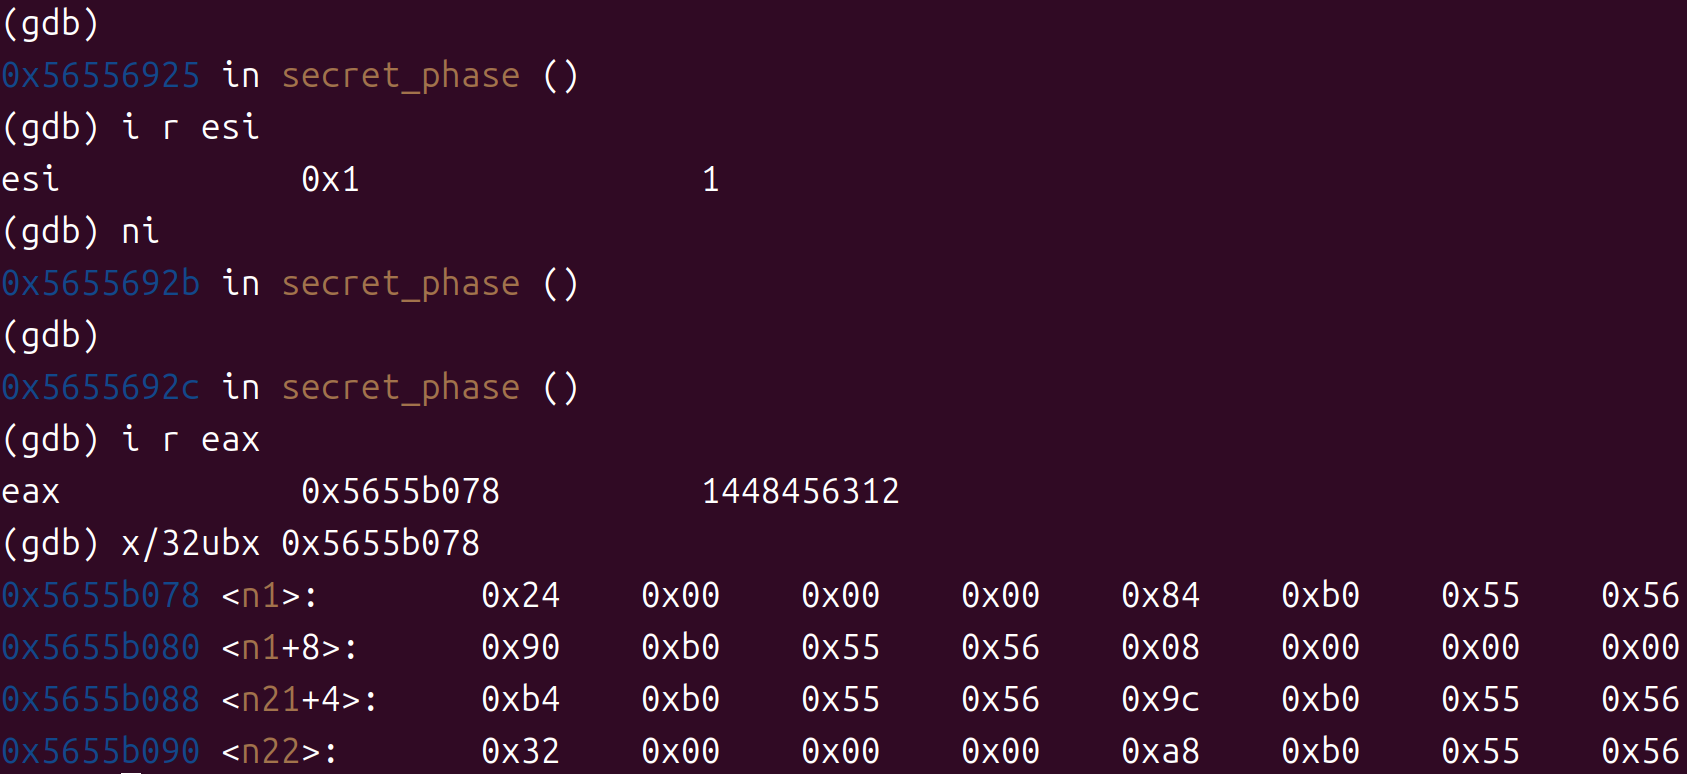 (gdb)
0x56556925 in secret_phase ()
(gdb) i r esi
esi            0x1                 1
(gdb) ni
0x5655692b in secret_phase ()
(gdb)
0x5655692c in secret_phase ()
(gdb) i r eax
eax            0x5655b078          1448456312
(gdb) x/32ubx 0x5655b078
0x5655b078 <n1>:        0x24    0x00    0x00    0x00    0x84    0xb0    0x55    0x56
0x5655b080 <n1+8>:      0x90    0xb0    0x55    0x56    0x08    0x00    0x00    0x00
0x5655b088 <n21+4>:     0xb4    0xb0    0x55    0x56    0x9c    0xb0    0x55    0x56
0x5655b090 <n22>:       0x32    0x00    0x00    0x00    0xa8    0xb0    0x55    0x56